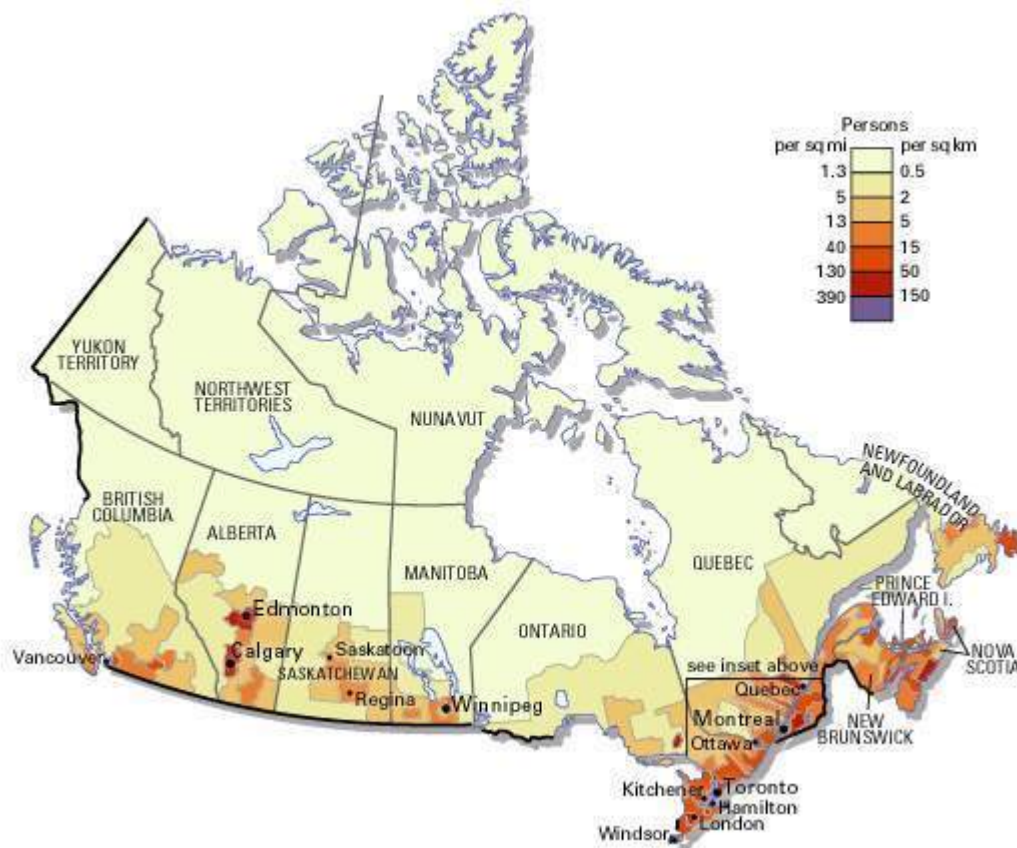 Persons
per sq mi per sq km
1.3 0.5
5 2
13 5
40 15
130 50
390 150
YUKON
TERRITORY
NORTHWEST
TERRITORIES
NUNAVUT
BRITISH
COLUMBIA
ALBERTA
MANITOBA
ONTARIO
QUEBEC
NEWFOUNDLAND
AND LABRADOR
PRINCE
EDWARD I.
NOVA
SCOTIA
NEW
BRUNSWICK
Edmonton
Calgary
Saskatoon
SASKATCHEWAN
Regina
Winnipeg
Vancouver
see inset above
Quebec
Montreal
Ottawa
Kitchener
Toronto
Hamilton
London
Windsor